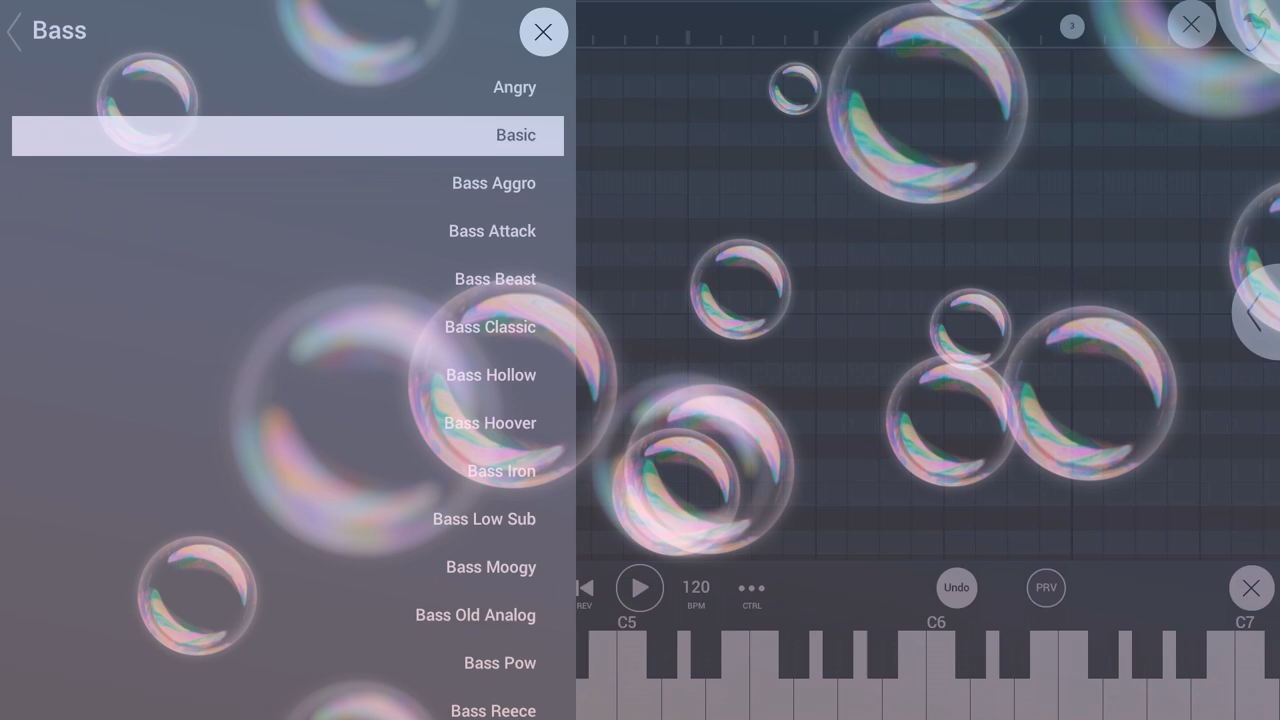 Bass
Angry
Basic
Bass Aggro
Bass Attack
Bass Beast
Bass Classic
Bass Hollow
Bass Hoover
Bass Iron
Bass Low Sub
Bass Moogy
Bass Old Analog
Bass Pow
Bass Reece
3
120
Undo
PRV
REV
BPM
CTRL
C5
C6
C7